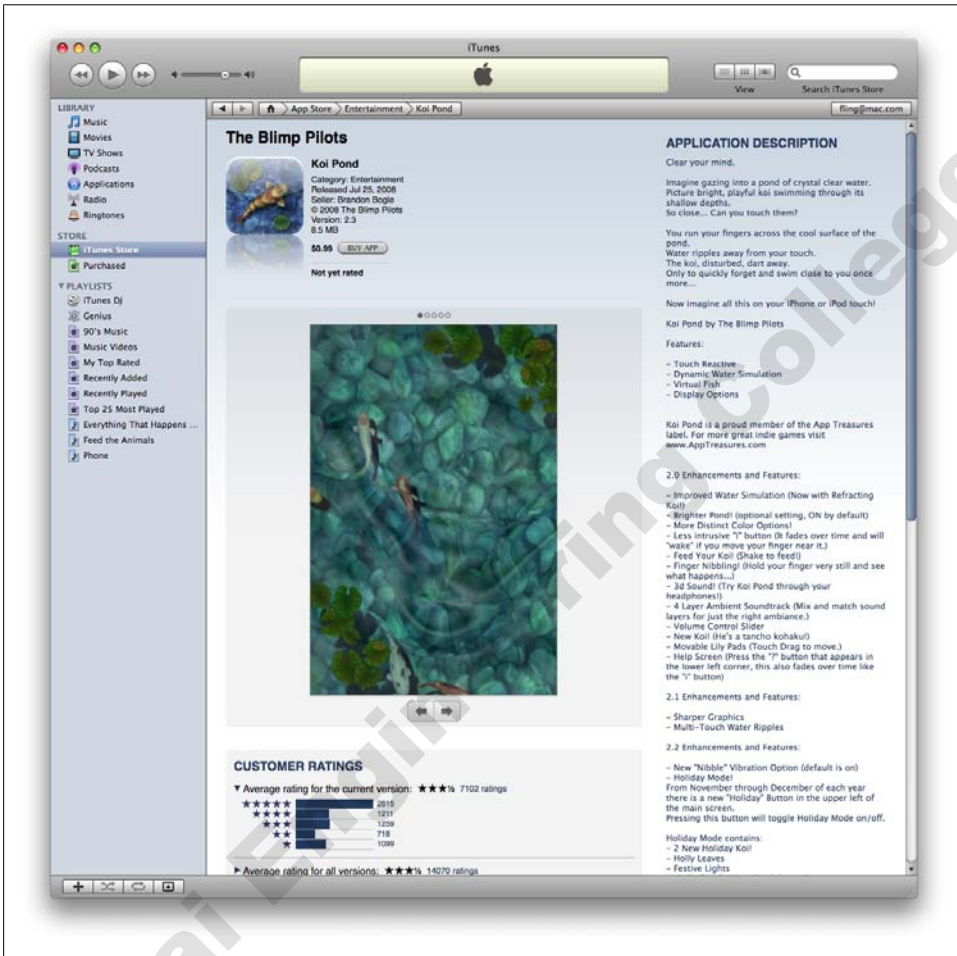 iTunes
View
Search iTunes Store
LIBRARY
Music
Movies
TV Shows
Podcasts
Applications
Radio
Ringtones
STORE
iTunes Store
Purchased
PLAYLISTS
iTunes DJ
Genius
90's Music
Music Videos
My Top Rated
Recently Added
Recently Played
Top 25 Most Played
Everything That Happens ...
Feed the Animals
Phone
App Store Entertainment Koi Pond
fling@mac.com
The Blimp Pilots
Koi Pond
Category: Entertainment
Released Jul 25, 2008
Seller: Brandon Bogle
© 2008 The Blimp Pilots
Version: 2.3
8.5 MB
$0.99 BUY APP
Not yet rated
CUSTOMER RATINGS
Average rating for the current version: ★★★½ 7102 ratings
★★★★★ 2815
★★★★ 1211
★★★ 1259
★★ 718
★ 1099
Average rating for all versions: ★★★½ 14070 ratings
APPLICATION DESCRIPTION
Clear your mind.
Imagine gazing into a pond of crystal clear water.
Picture bright, playful koi swimming through its
shallow depths.
So close... Can you touch them?
You run your fingers across the cool surface of the
pond.
Water ripples away from your touch.
The koi, disturbed, dart away.
Only to quickly forget and swim close to you once
more...
Now imagine all this on your iPhone or iPod touch!
Koi Pond by The Blimp Pilots
Features:
- Touch Reactive
- Dynamic Water Simulation
- Virtual Fish
- Display Options
Koi Pond is a proud member of the App Treasures
label. For more great indie games visit
www.AppTreasures.com
2.0 Enhancements and Features:
- Improved Water Simulation (Now with Refracting
Koi!)
- Brighter Pond! (optional setting, ON by default)
- More Distinct Color Options!
- Less intrusive "i" button (It fades over time and will
"wake" if you move your finger near it.)
- Feed Your Koi! (Shake to feed!)
- Finger Nibbling! (Hold your finger very still and see
what happens...)
- 3d Sound! (Try Koi Pond through your
headphones!)
- 4 Layer Ambient Soundtrack (Mix and match sound
layers for just the right ambiance.)
- Volume Control Slider
- New Koi! (He's a tancho kohaku!)
- Movable Lily Pads (Touch Drag to move.)
- Help Screen (Press the "?" button that appears in
the lower left corner, this also fades over time like
the "i" button)
2.1 Enhancements and Features:
- Sharper Graphics
- Multi-Touch Water Ripples
2.2 Enhancements and Features:
- New "Nibble" Vibration Option (default is on)
- Holiday Mode!
From November through December of each year
there is a new "Holiday" Button in the upper left of
the main screen.
Pressing this button will toggle Holiday Mode on/off.
Holiday Mode contains:
- 2 New Holiday Koi!
- Holly Leaves
- Festive Lights
ai Engineering College